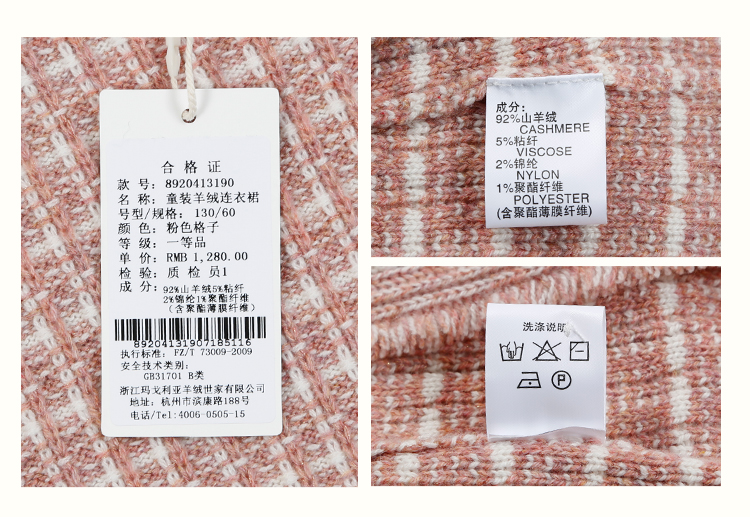 合 格 证
款 号: 8920413190
名 称: 童装羊绒连衣裙
号型/规格: 130/60
颜 色: 粉色格子
等 级: 一等品
单 价: RMB 1,280.00
检 验: 质 检 员1
成 分: 92%山羊绒5%粘纤
2%锦纶1%聚酯纤维
(含聚酯薄膜纤维)
89204131907185116
执行标准: FZ/T 73009-2009
安全技术类别:
GB31701 B类
浙江玛戈利亚羊绒世家有限公司
地址: 杭州市滨康路188号
电话/Tel:4006-0505-15
成分:
92%山羊绒
CASHMERE
5%粘纤
VISCOSE
2%锦纶
NYLON
1%聚酯纤维
POLYESTER
(含聚酯薄膜纤维)
洗涤说明
P